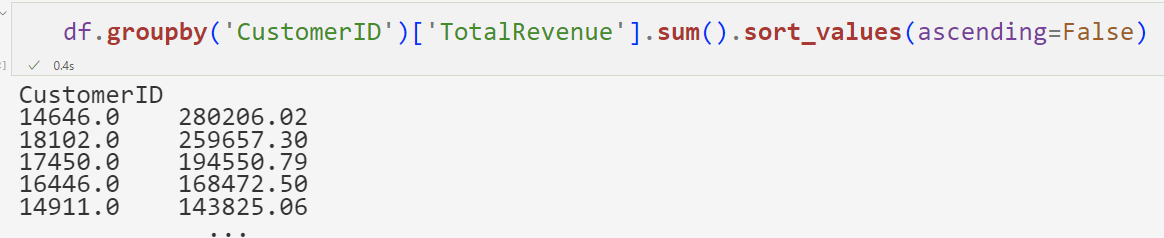 df.groupby('CustomerID')['TotalRevenue'].sum().sort_values(ascending=False)
✓ 0.4s
CustomerID
14646.0 280206.02
18102.0 259657.30
17450.0 194550.79
16446.0 168472.50
14911.0 143825.06
...